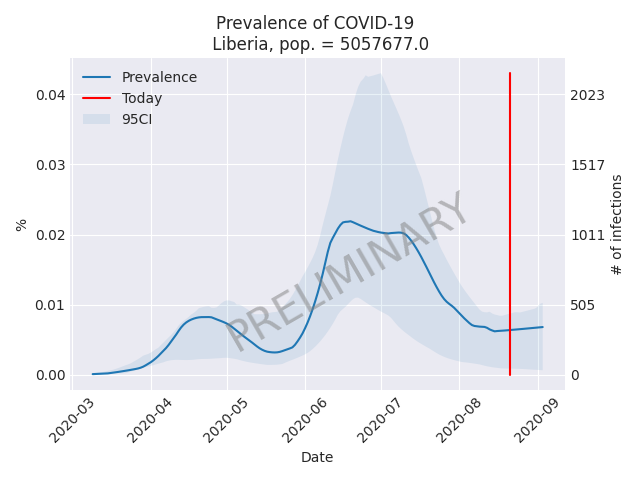 Prevalence of COVID-19
Liberia, pop. = 5057677.0
Prevalence
Today
95CI
0.04
0.03
0.02
0.01
0.00
%
2023
1517
1011
505
0
# of infections
PRELIMINARY
2020-03
2020-04
2020-05
2020-06
2020-07
2020-08
2020-09
Date